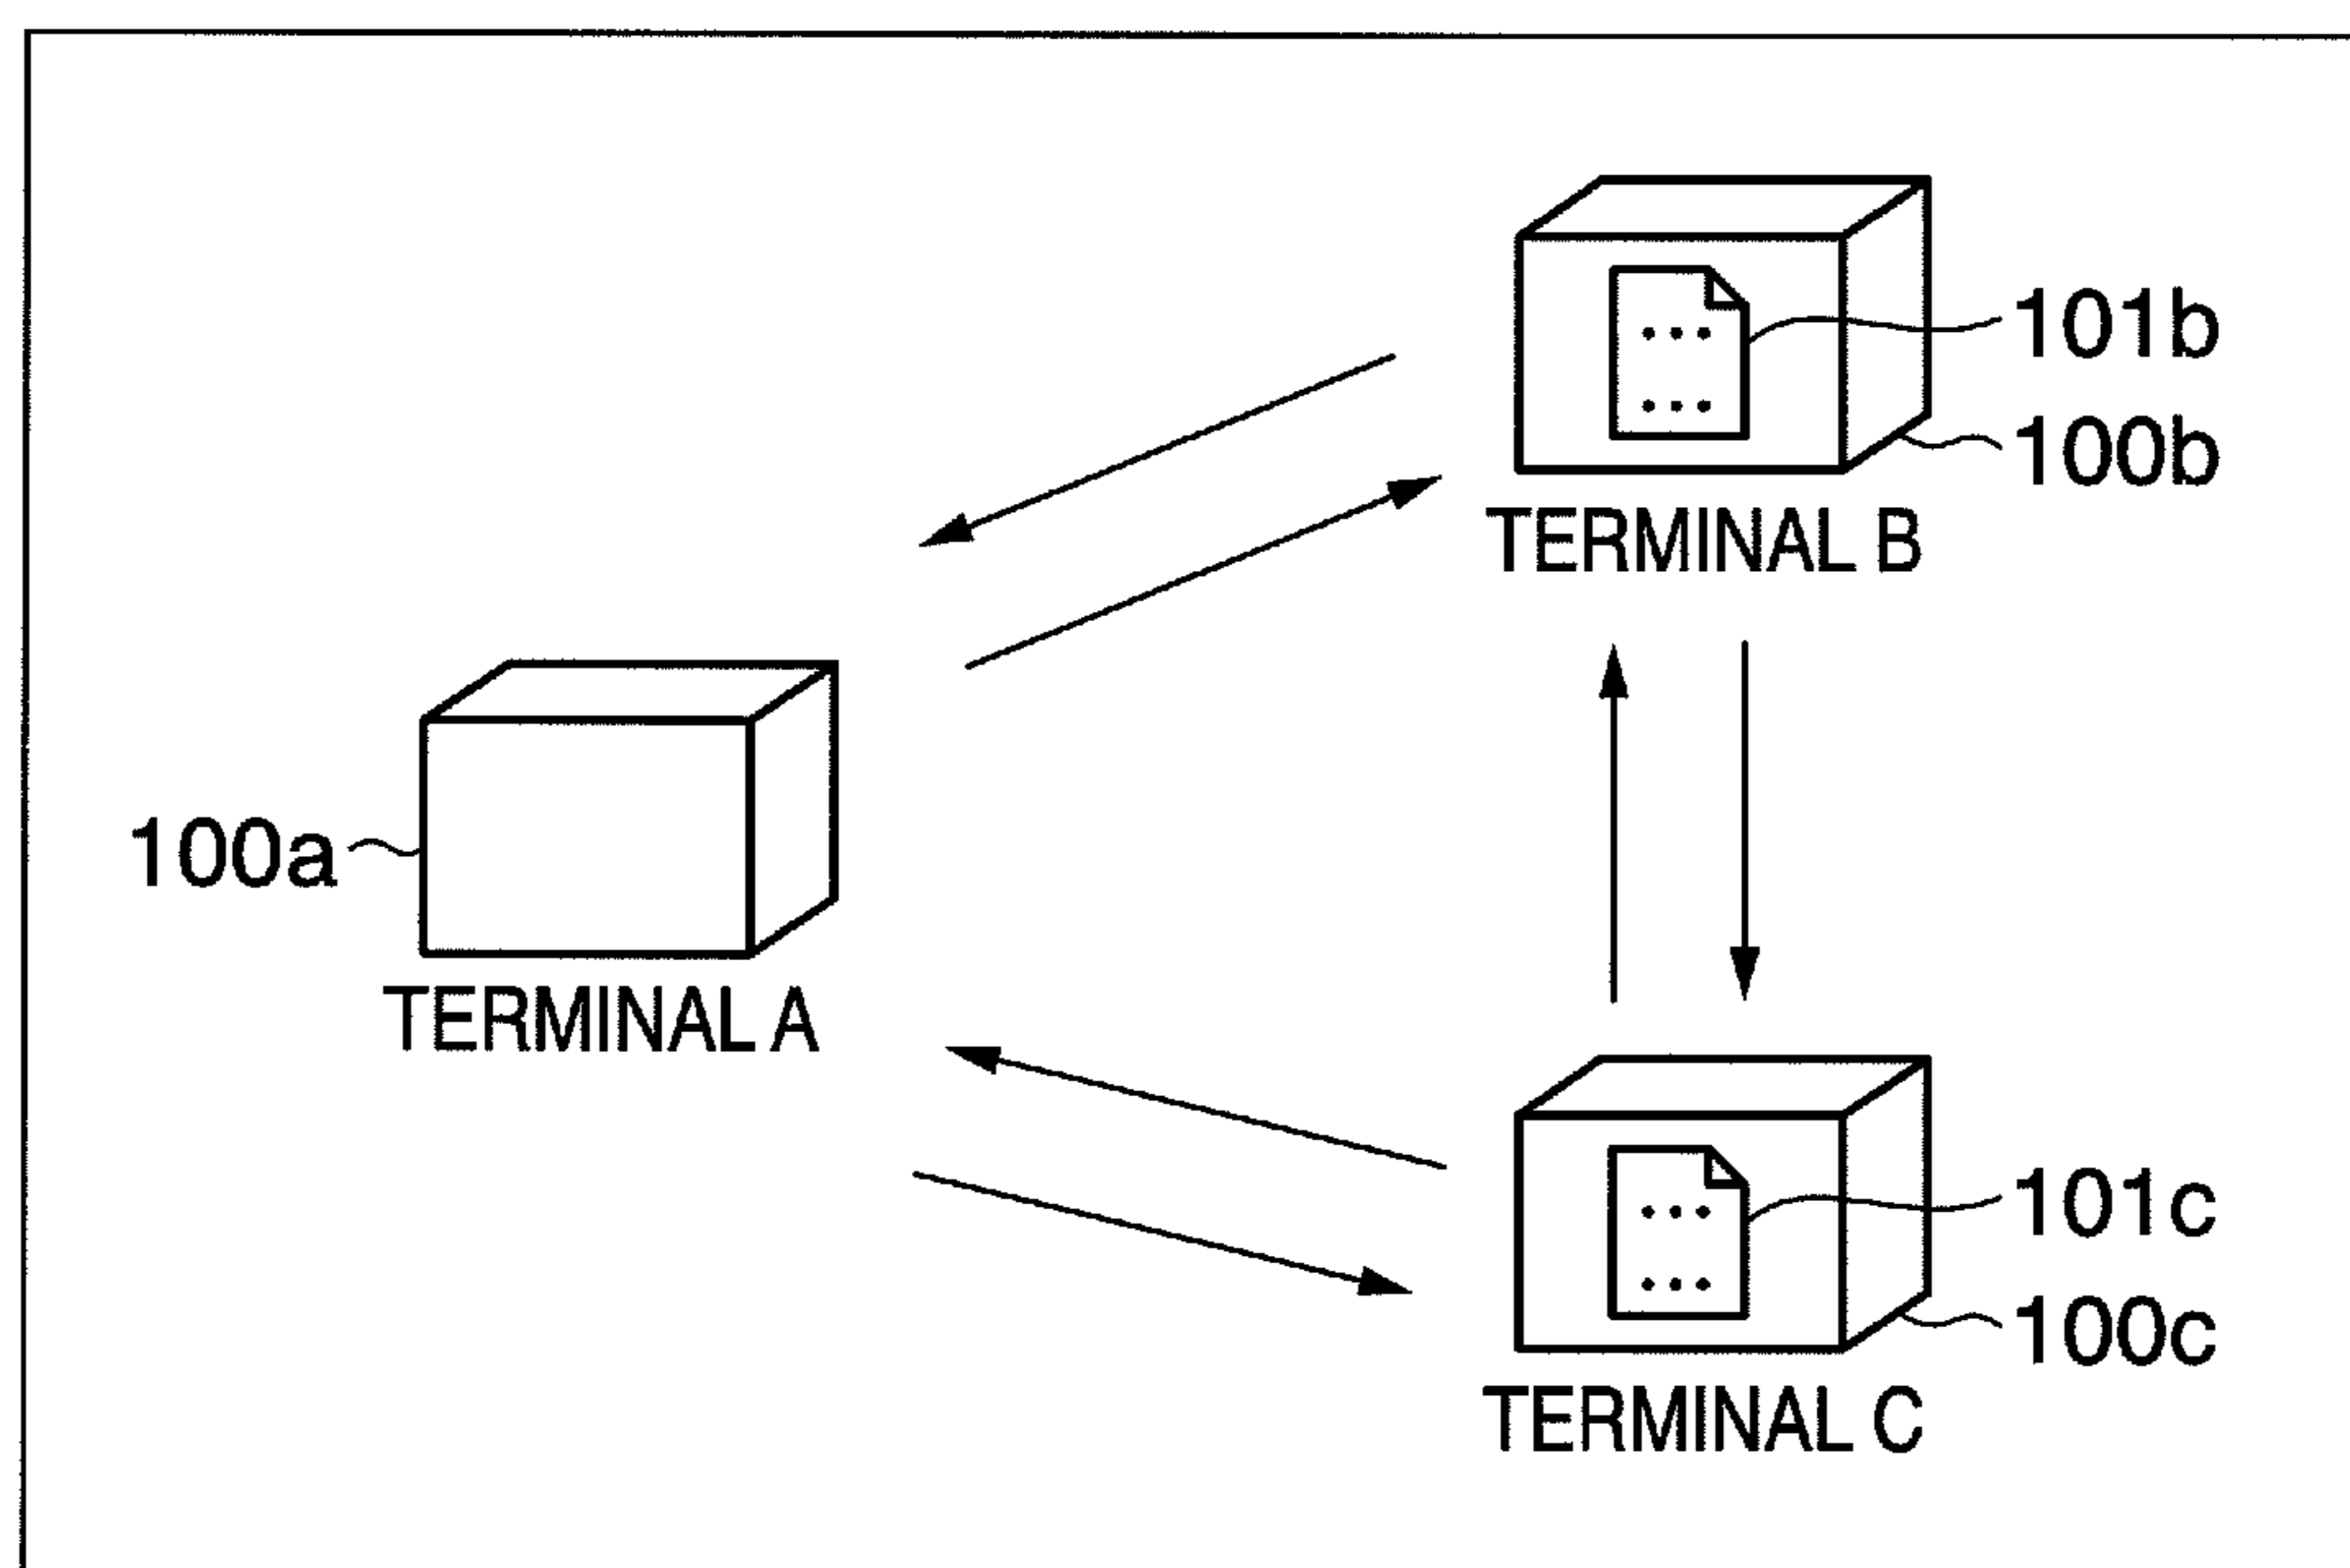 101b
100b
TERMINAL B
100a
TERMINAL A
101c
100c
TERMINAL C